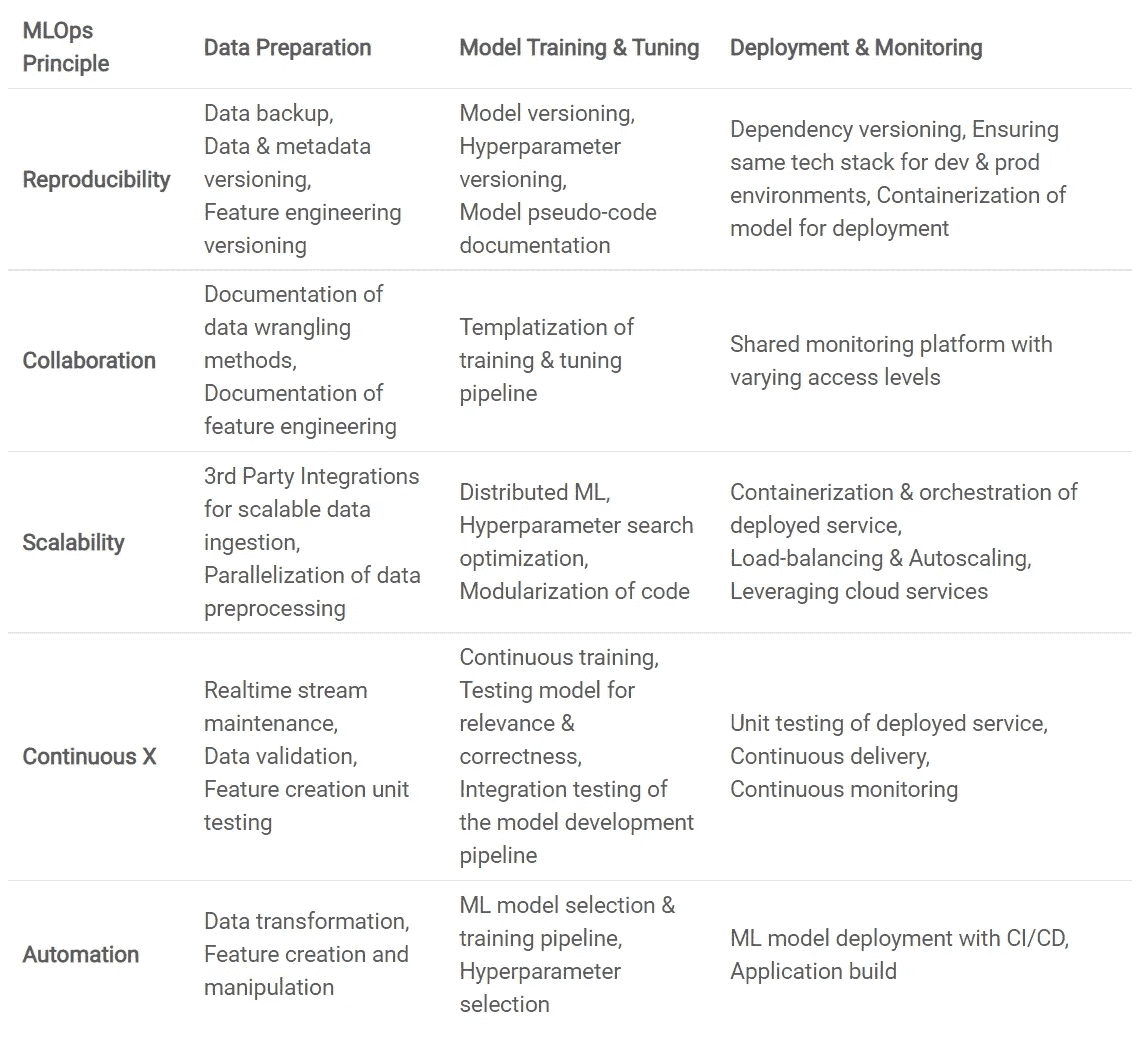 MLOps
Principle
Data Preparation
Model Training & Tuning
Deployment & Monitoring
Reproducibility
Data backup,
Data & metadata
versioning,
Feature engineering
versioning
Model versioning,
Hyperparameter
versioning,
Model pseudo-code
documentation
Dependency versioning, Ensuring
same tech stack for dev & prod
environments, Containerization of
model for deployment
Collaboration
Documentation of
data wrangling
methods,
Documentation of
feature engineering
Templatization of
training & tuning
pipeline
Shared monitoring platform with
varying access levels
Scalability
3rd Party Integrations
for scalable data
ingestion,
Parallelization of data
preprocessing
Distributed ML,
Hyperparameter search
optimization,
Modularization of code
Containerization & orchestration of
deployed service,
Load-balancing & Autoscaling,
Leveraging cloud services
Continuous X
Realtime stream
maintenance,
Data validation,
Feature creation unit
testing
Continuous training,
Testing model for
relevance &
correctness,
Integration testing of
the model development
pipeline
Unit testing of deployed service,
Continuous delivery,
Continuous monitoring
Automation
Data transformation,
Feature creation and
manipulation
ML model selection &
training pipeline,
Hyperparameter
selection
ML model deployment with CI/CD,
Application build